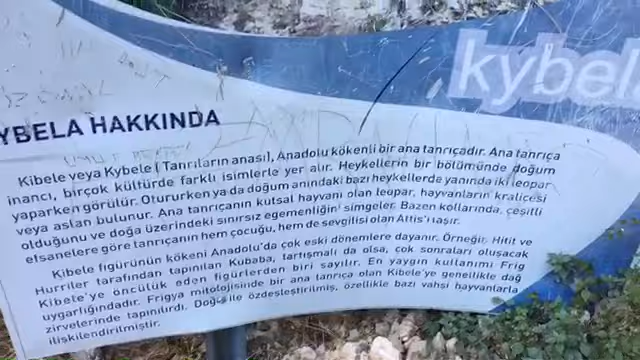 kybel
YBELA HAKKINDA
Kibele veya Kybele (Tanrıların anası), Anadolu kökenli bir ana tanrıçadır. Ana tanrıça
inancı, birçok kültürde farklı isimlerle yer alır. Heykellerin bir bölümünde doğum
yaparken görülür. Otururken ya da doğum anındaki bazı heykellerde yanında iki leopar
veya aslan bulunur. Ana tanrıçanın kutsal hayvanı olan leopar, hayvanların kraliçesi
olduğunu ve doğa üzerindeki sınırsız egemenliğini simgeler. Bazen kollarında, çeşitli
efsanelere göre tanrıçanın hem çocuğu, hem de sevgilisi olan Attis'i taşır.
Kibele figürünün kökeni Anadolu'da çok eski dönemlere dayanır. Örneğin; Hitit ve
Hurriler tarafından tapınılan Kubaba, tartışmalı da olsa, çok sonraları oluşacak
Kibele'ye öncülük eden figürlerden biri sayılır. En yaygın kullanımı Frig
uygarlığındadır. Frigya mitolojisinde bir ana tanrıça olan Kibele'ye genellikle dağ
zirvelerinde tapınılırdı. Doğa ile özdeşleştirilmiş, özellikle bazı vahşi hayvanlarla
ilişkilendirilmiştir.